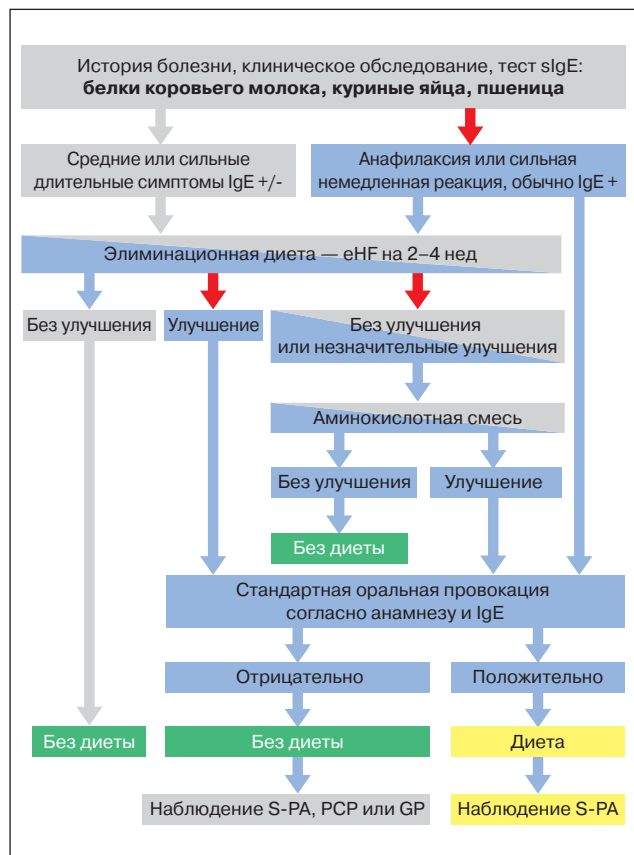 История болезни, клиническое обследование, тест sIgE:
белки коровьего молока, куриные яйца, пшеница
Средние или сильные
длительные симптомы IgE +/-
Анафилаксия или сильная
немедленная реакция, обычно IgE +
Элиминационная диета — eHF на 2–4 нед
Без улучшения
Улучшение
Без улучшения
или незначительные улучшения
Аминокислотная смесь
Без улучшения
Улучшение
Без диеты
Стандартная оральная провокация
согласно анамнезу и IgE
Отрицательно
Положительно
Без диеты
Без диеты
Диета
Наблюдение S-PA, PCP или GP
Наблюдение S-PA